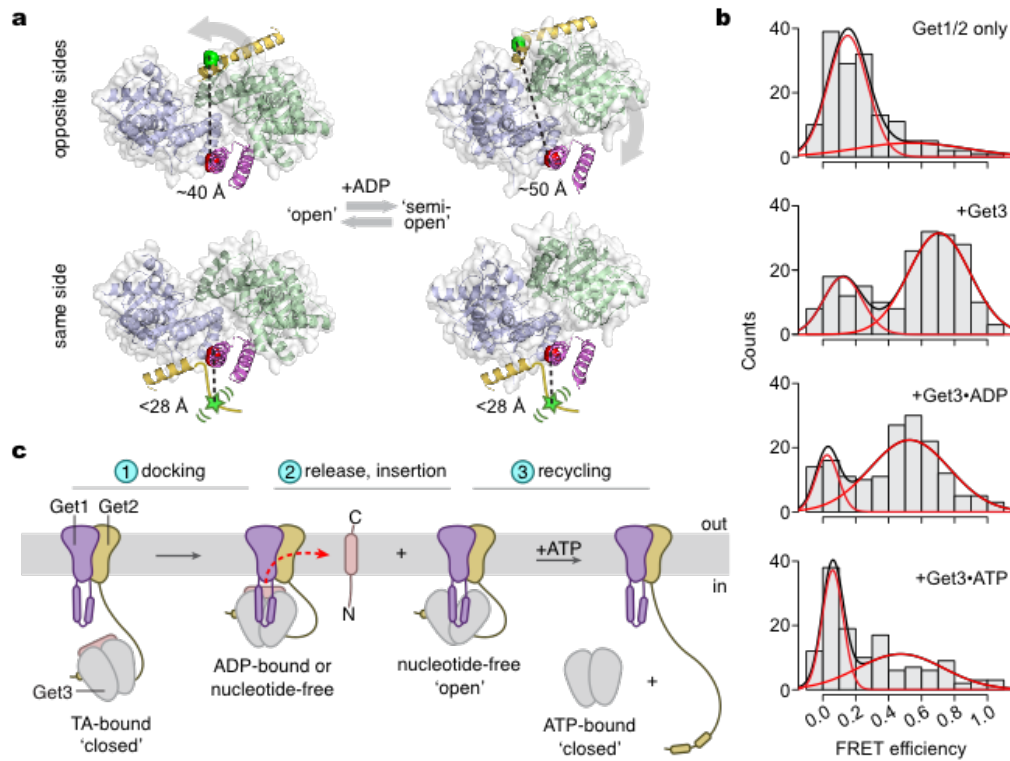 a
opposite sides
~40 Å
~50 Å
+ADP
'open'
'semi-
open'
same side
<28 Å
<28 Å
b
Get1/2 only
40
20
0
+Get3
40
20
0
Counts
+Get3•ADP
40
20
0
+Get3•ATP
40
20
0
0.0 0.2 0.4 0.6 0.8 1.0
FRET efficiency
c
1 docking
2 release, insertion
3 recycling
Get1 Get2
C
out
+
+ATP
in
N
Get3
TA-bound
'closed'
ADP-bound or
nucleotide-free
nucleotide-free
'open'
+
ATP-bound
'closed'